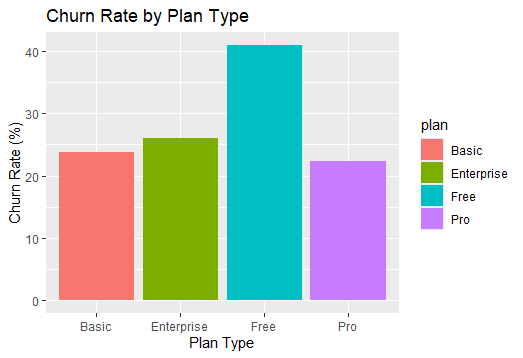 Churn Rate by Plan Type
Churn Rate (%)
40
30
20
10
0
Basic Enterprise Free Pro
Plan Type
plan
Basic
Enterprise
Free
Pro